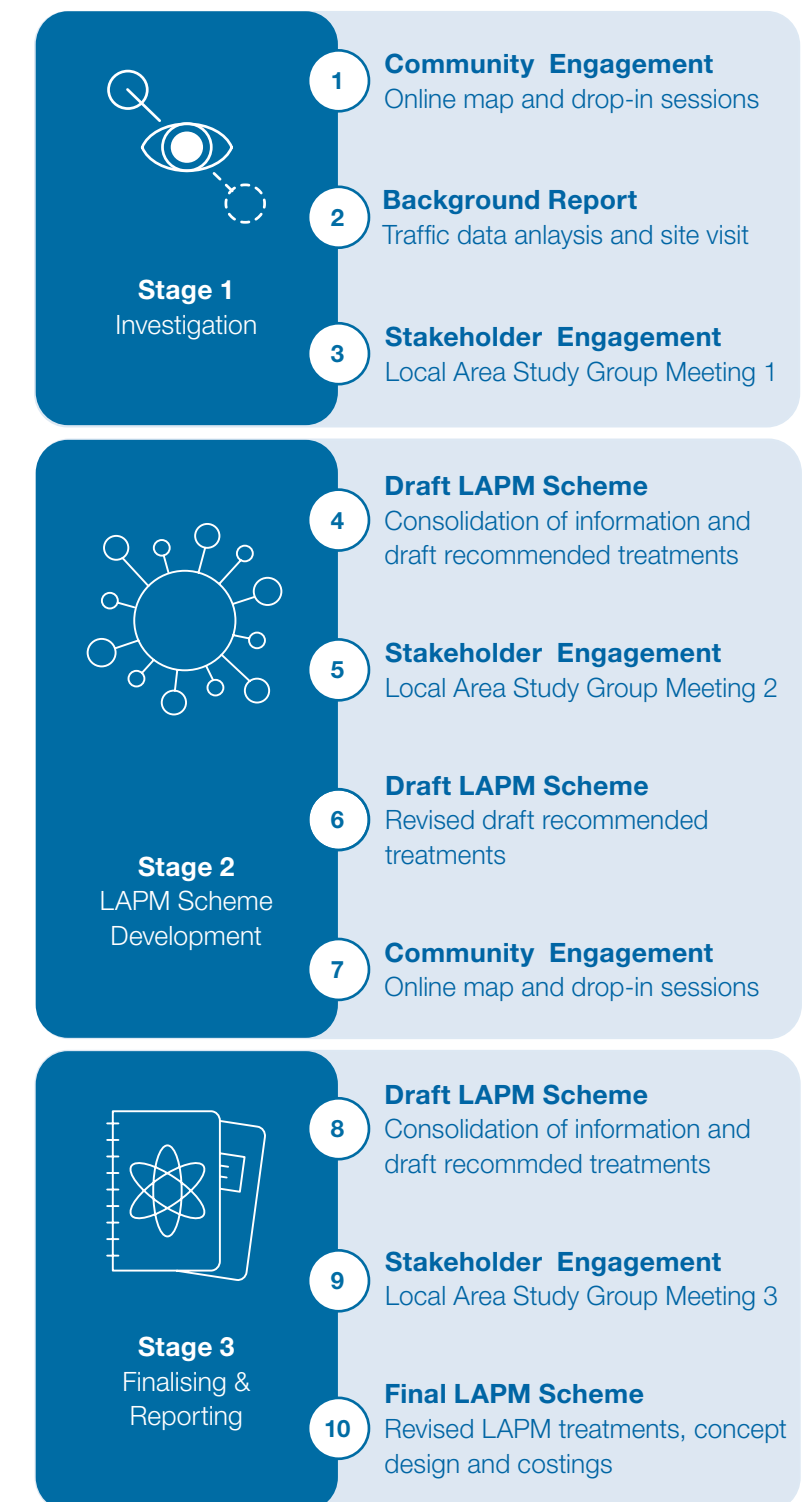 Stage 1
Investigation
1
Community Engagement
Online map and drop-in sessions
2
Background Report
Traffic data anlaysis and site visit
3
Stakeholder Engagement
Local Area Study Group Meeting 1
Stage 2
LAPM Scheme
Development
4
Draft LAPM Scheme
Consolidation of information and
draft recommended treatments
5
Stakeholder Engagement
Local Area Study Group Meeting 2
6
Draft LAPM Scheme
Revised draft recommended
treatments
7
Community Engagement
Online map and drop-in sessions
Stage 3
Finalising &
Reporting
8
Draft LAPM Scheme
Consolidation of information and
draft recommded treatments
9
Stakeholder Engagement
Local Area Study Group Meeting 3
10
Final LAPM Scheme
Revised LAPM treatments, concept
design and costings